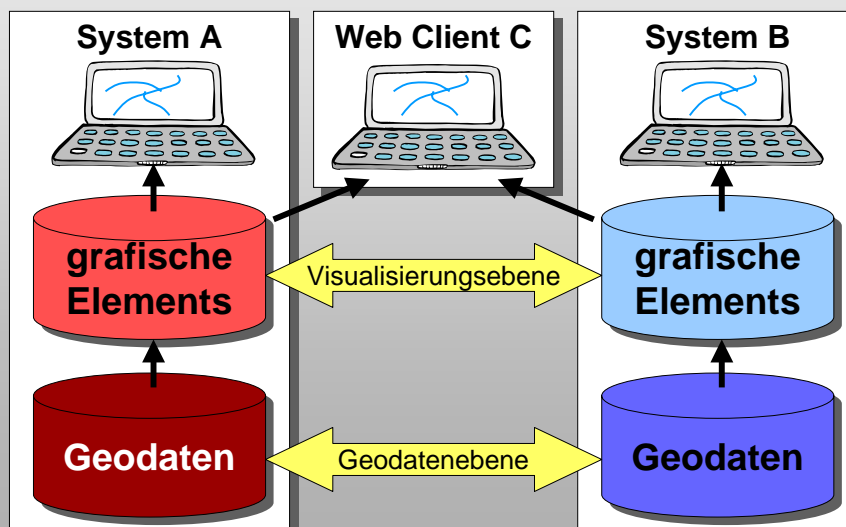 System A
Web Client C
System B
grafische
Elements
Visualisierungsebene
grafische
Elements
Geodaten
Geodatenebene
Geodaten